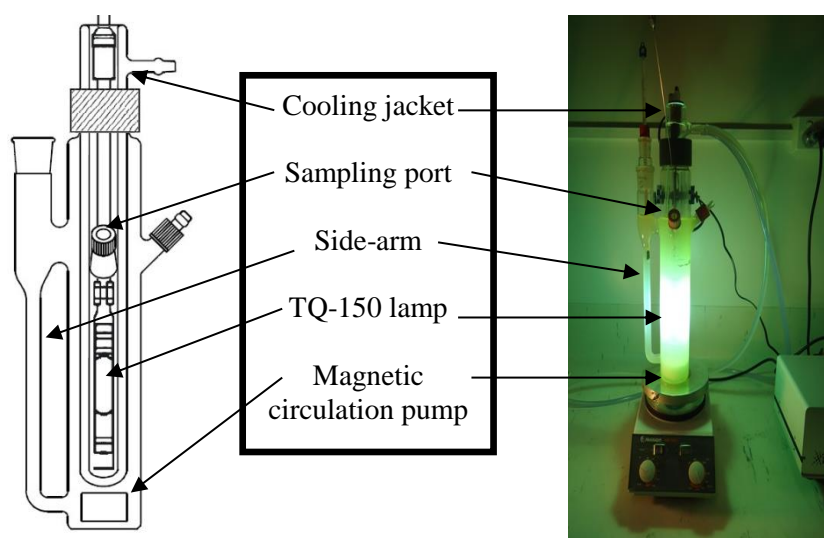 Cooling jacket
Sampling port
Side-arm
TQ-150 lamp
Magnetic
circulation pump